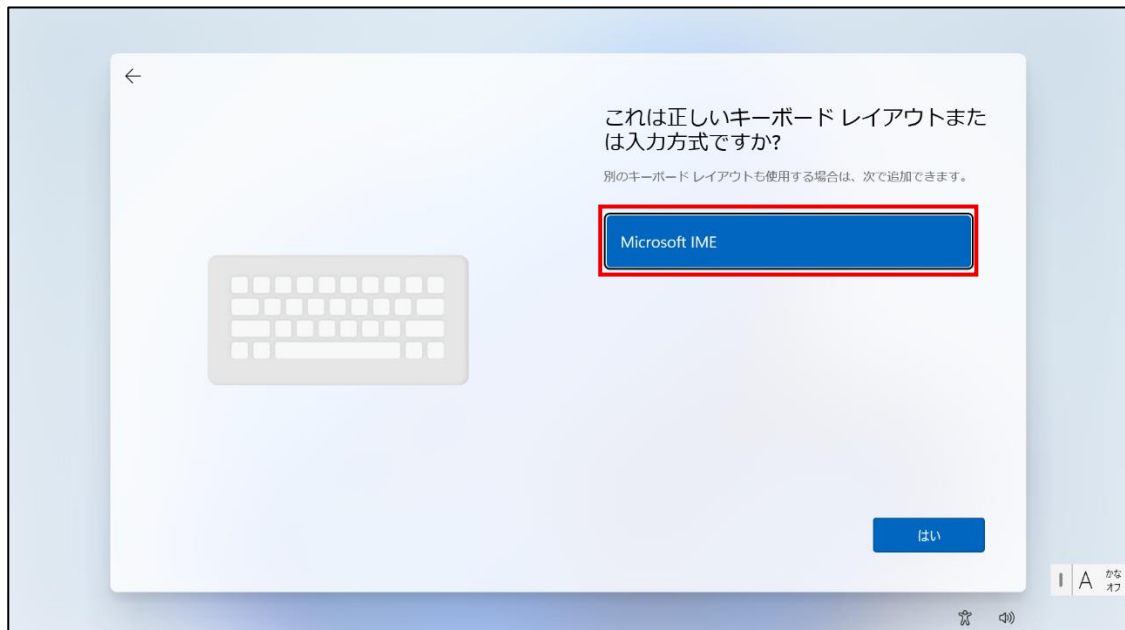 これは正しいキーボード レイアウトまた
は入力方式ですか?
別のキーボード レイアウトも使用する場合は、次で追加できます。
Microsoft IME
はい
A
かな
オフ